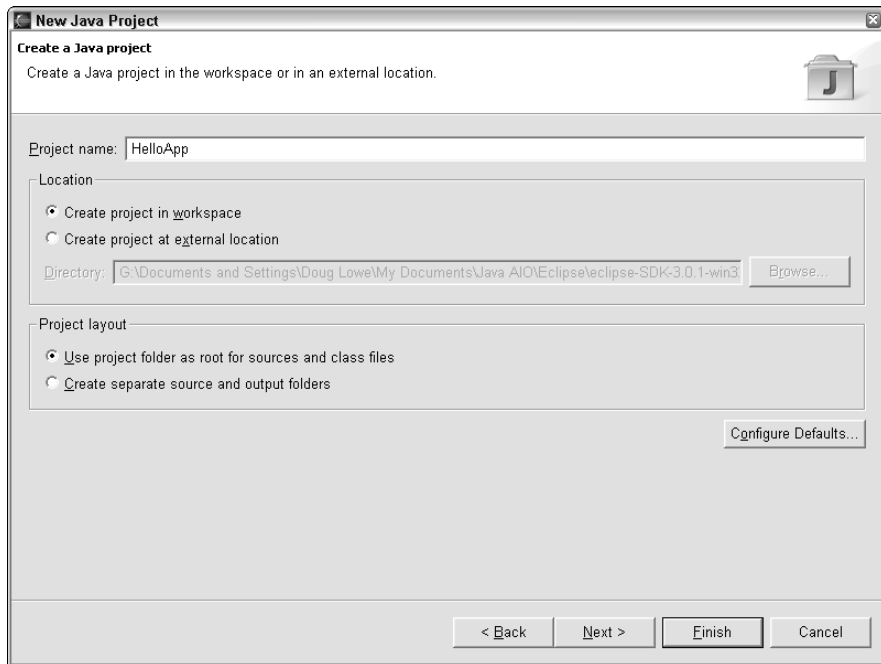 New Java Project
Create a Java project
Create a Java project in the workspace or in an external location.
J
Project name: HelloApp
Location
Create project in workspace
Create project at external location
Directory: G:\Documents and Settings\Doug Lowe\My Documents\Java AIO\Eclipse\eclipse-SDK-3.0.1-win3 Browse...
Project layout
Use project folder as root for sources and class files
Create separate source and output folders
Configure Defaults...
< Back Next > Finish Cancel